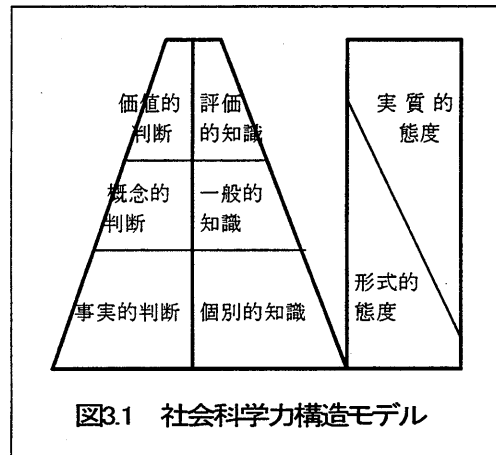 価値的
判断
評価
的知識
概念的
判断
一般的
知識
事実的判断
個別的知識
実質的
態度
形式的
態度
図3.1 社会科学力構造モデル